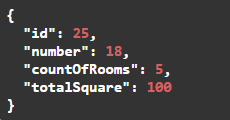 {
  "id": 25,
  "number": 18,
  "countOfRooms": 5,
  "totalSquare": 100
}